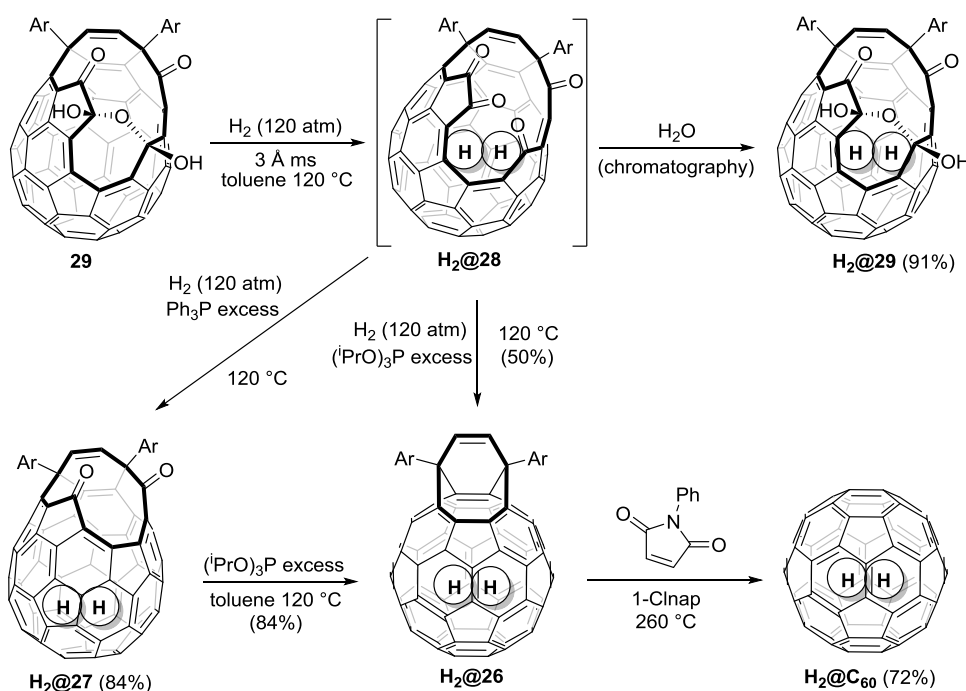 Ar
Ar
O
O
HO
O
OH
29
H₂ (120 atm)
3 Å ms
toluene 120 °C
Ar
Ar
O
O
O
O
H H
H₂@28
H₂O
(chromatography)
Ar
Ar
O
O
HO
O
OH
H H
H₂@29 (91%)
H₂ (120 atm)
Ph₃P excess
120 °C
H₂ (120 atm)
(ⁱPrO)₃P excess
120 °C
(50%)
Ar
Ar
O
O
H H
H₂@27 (84%)
(ⁱPrO)₃P excess
toluene 120 °C
(84%)
Ar
Ar
H H
H₂@26
Ph
N
O
O
1-Clnap
260 °C
H H
H₂@C₆₀ (72%)